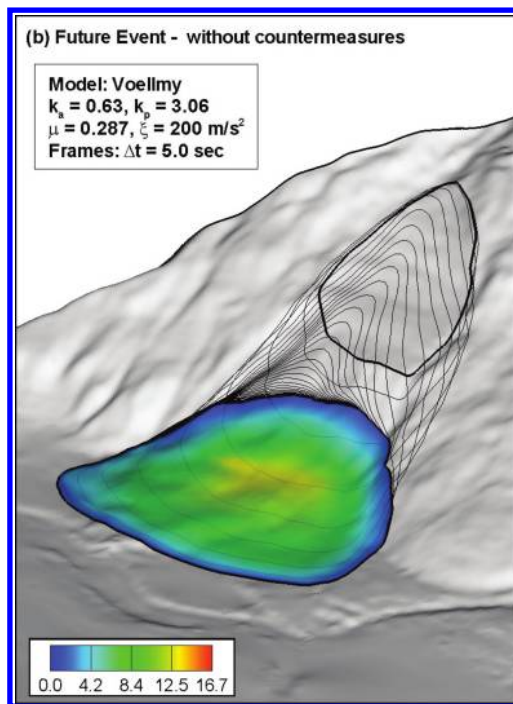 (b) Future Event - without countermeasures
Model: Voellmy
kₐ = 0.63, kₚ = 3.06
μ = 0.287, ξ = 200 m/s²
Frames: Δt = 5.0 sec
0.0 4.2 8.4 12.5 16.7